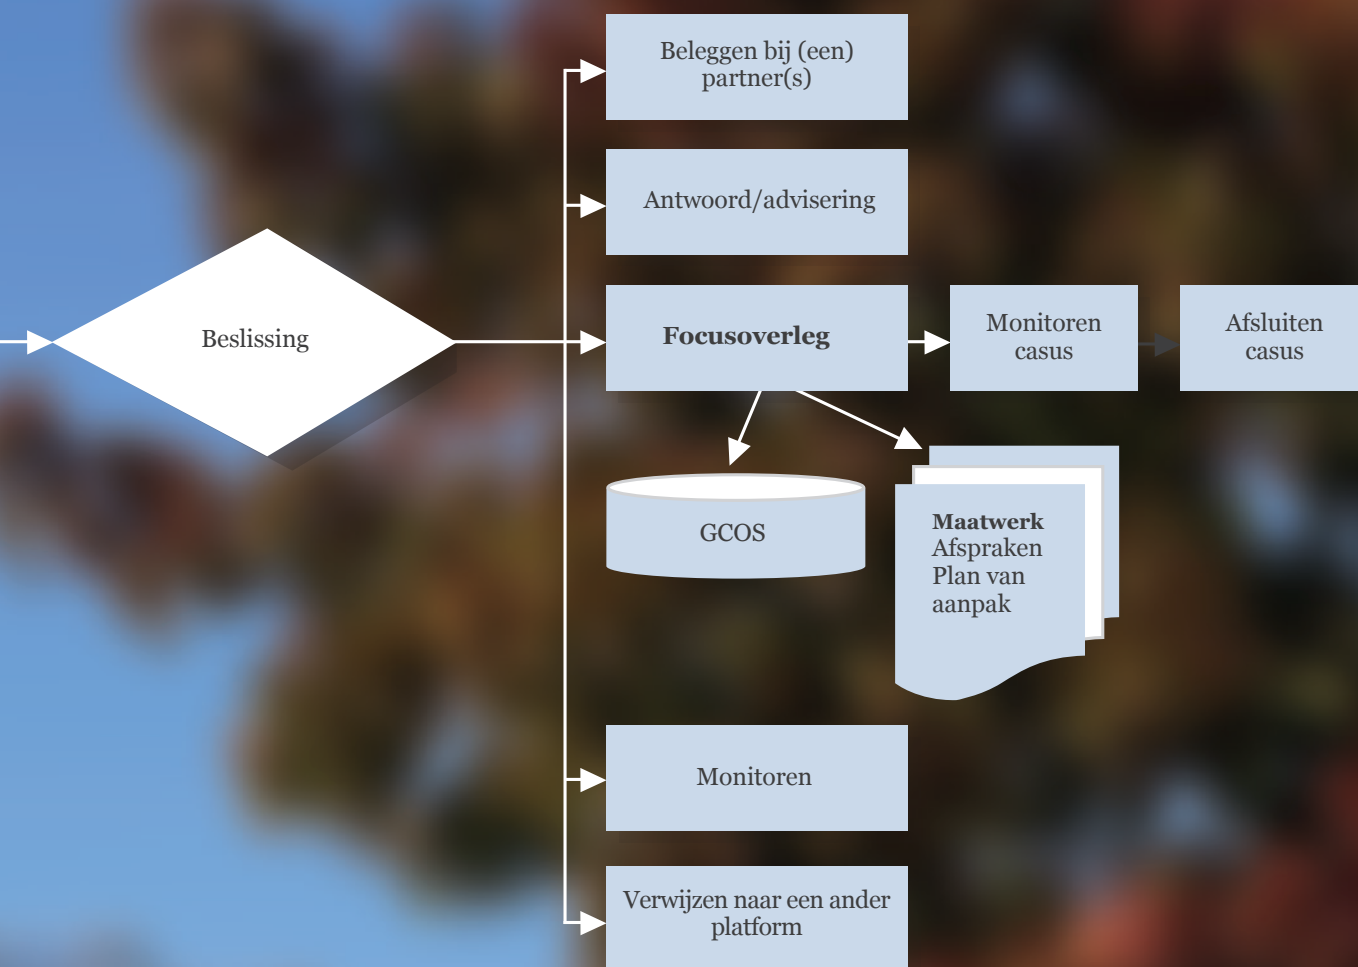 Beleggen bij (een)
partner(s)
Antwoord/advisering
Beslissing
Focusoverleg
Monitoren
casus
Afsluiten
casus
GCOS
Maatwerk
Afspraken
Plan van
aanpak
Monitoren
Verwijzen naar een ander
platform